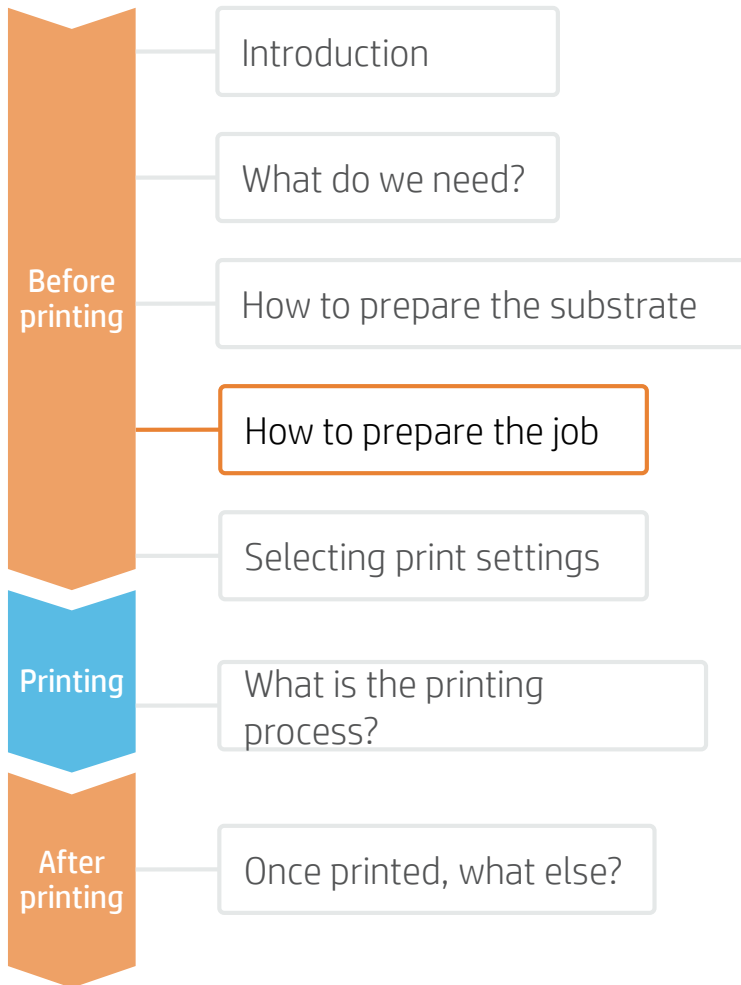 Introduction
What do we need?
Before
printing
How to prepare the substrate
How to prepare the job
Selecting print settings
Printing
What is the printing
process?
After
printing
Once printed, what else?